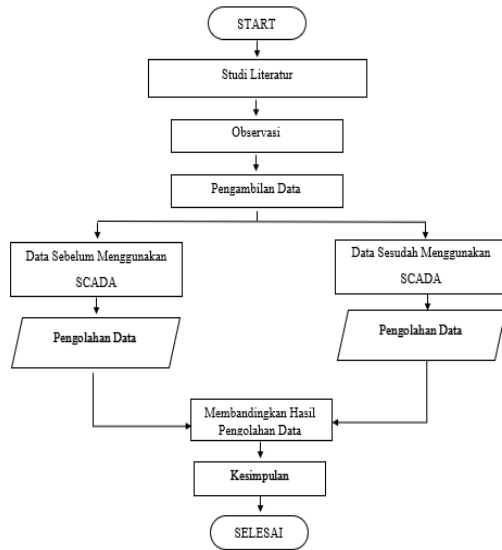 START
Studi Literatur
Observasi
Pengambilan Data
Data Sebelum Menggunakan
SCADA
Data Sesudah Menggunakan
SCADA
Pengolahan Data
Pengolahan Data
Membandingkan Hasil
Pengolahan Data
Kesimpulan
SELESAI